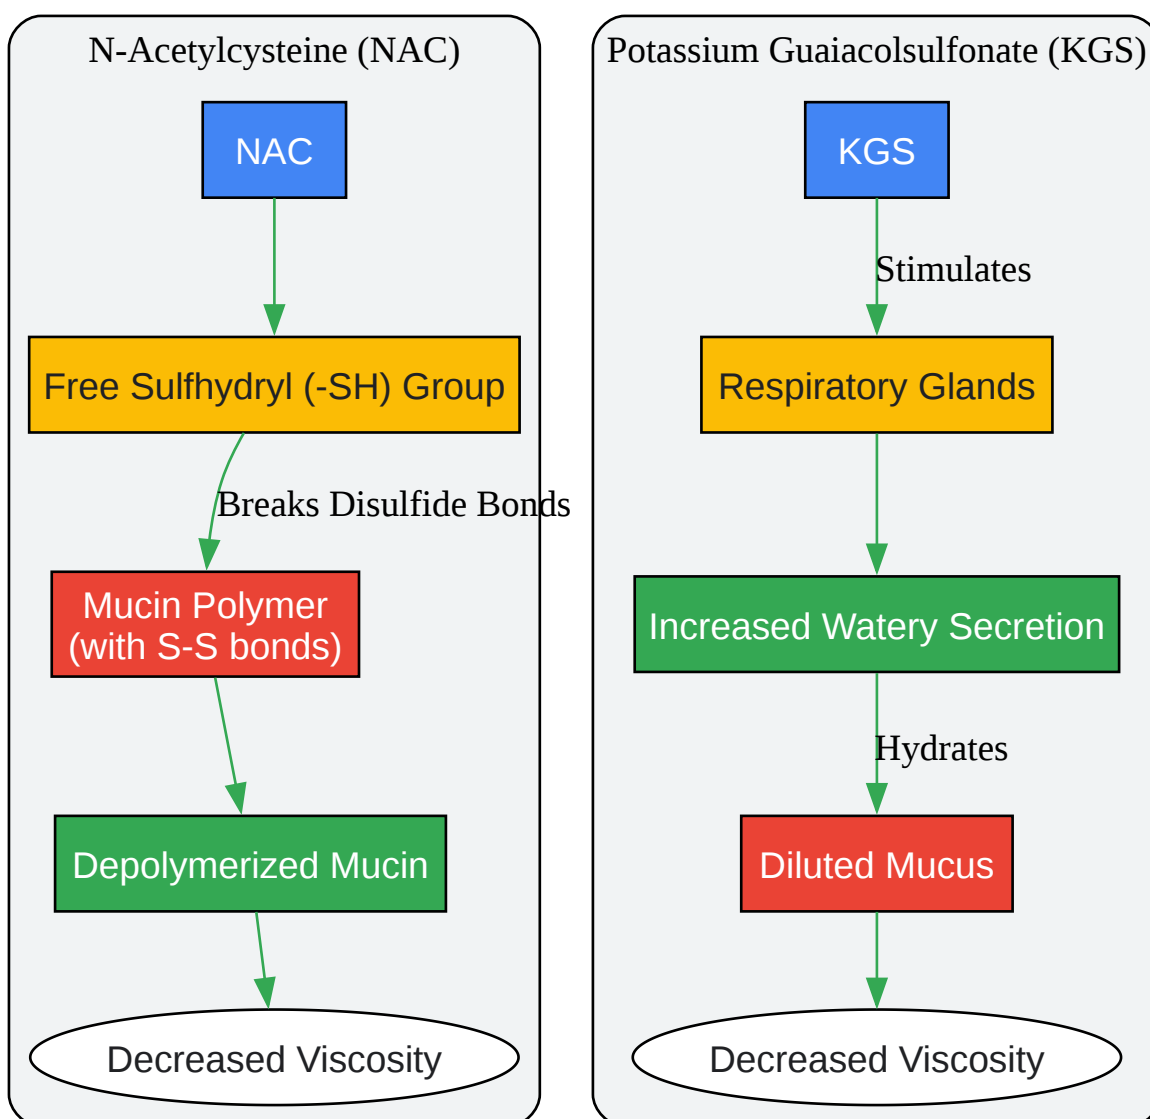 N-Acetylcysteine (NAC)
NAC
Free Sulfhydryl (-SH) Group
Breaks Disulfide Bonds
Mucin Polymer
(with S-S bonds)
Depolymerized Mucin
Decreased Viscosity
Potassium Guaiacolsulfonate (KGS)
KGS
Stimulates
Respiratory Glands
Increased Watery Secretion
Hydrates
Diluted Mucus
Decreased Viscosity